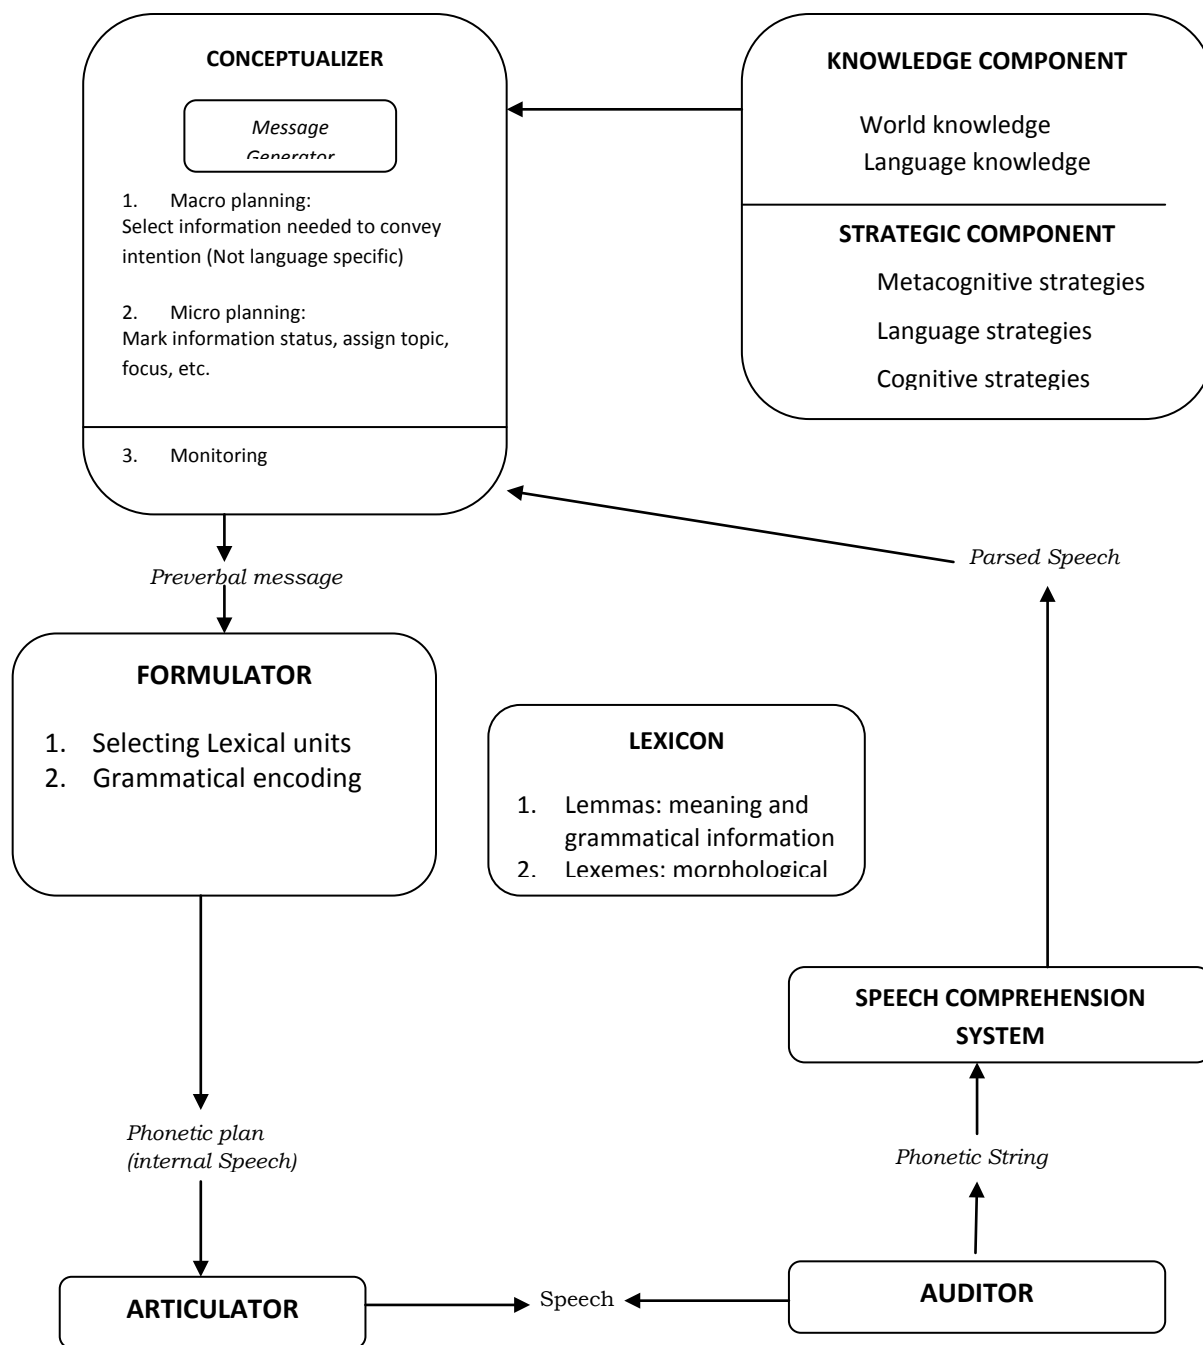 CONCEPTUALIZER
Message
Generator
1. Macro planning:
Select information needed to convey
intention (Not language specific)
2. Micro planning:
Mark information status, assign topic,
focus, etc.
3. Monitoring
KNOWLEDGE COMPONENT
World knowledge
Language knowledge
STRATEGIC COMPONENT
Metacognitive strategies
Language strategies
Cognitive strategies
Preverbal message
Parsed Speech
FORMULATOR
1. Selecting Lexical units
2. Grammatical encoding
LEXICON
1. Lemmas: meaning and
grammatical information
2. Lexemes: morphological
SPEECH COMPREHENSION
SYSTEM
Phonetic plan
(internal Speech)
Phonetic String
ARTICULATOR
Speech
AUDITOR